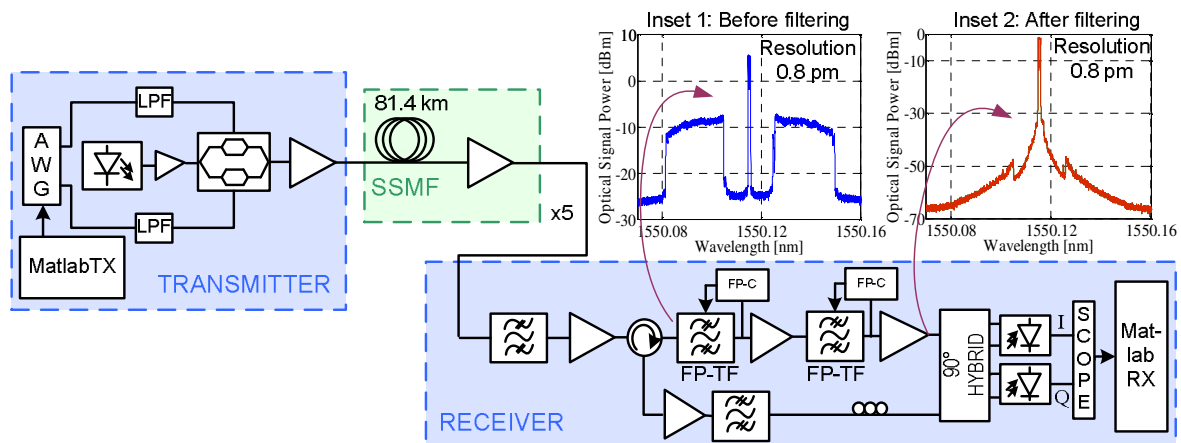 Inset 1: Before filtering
Inset 2: After filtering
10
0
-10
-20
-30
Optical Signal Power [dBm]
Resolution
0.8 pm
1550.08
1550.12
1550.16
Wavelength [nm]
-0
-10
-30
-50
-70
Optical Signal Power [dBm]
Resolution
0.8 pm
1550.08
1550.12
1550.16
Wavelength [nm]
LPF
A
W
G
LPF
MatlabTX
TRANSMITTER
81.4 km
SSMF
x5
FP-C
FP-C
FP-TF
FP-TF
90°
HYBRID
I
Q
S
C
O
P
E
Mat-
lab
RX
RECEIVER